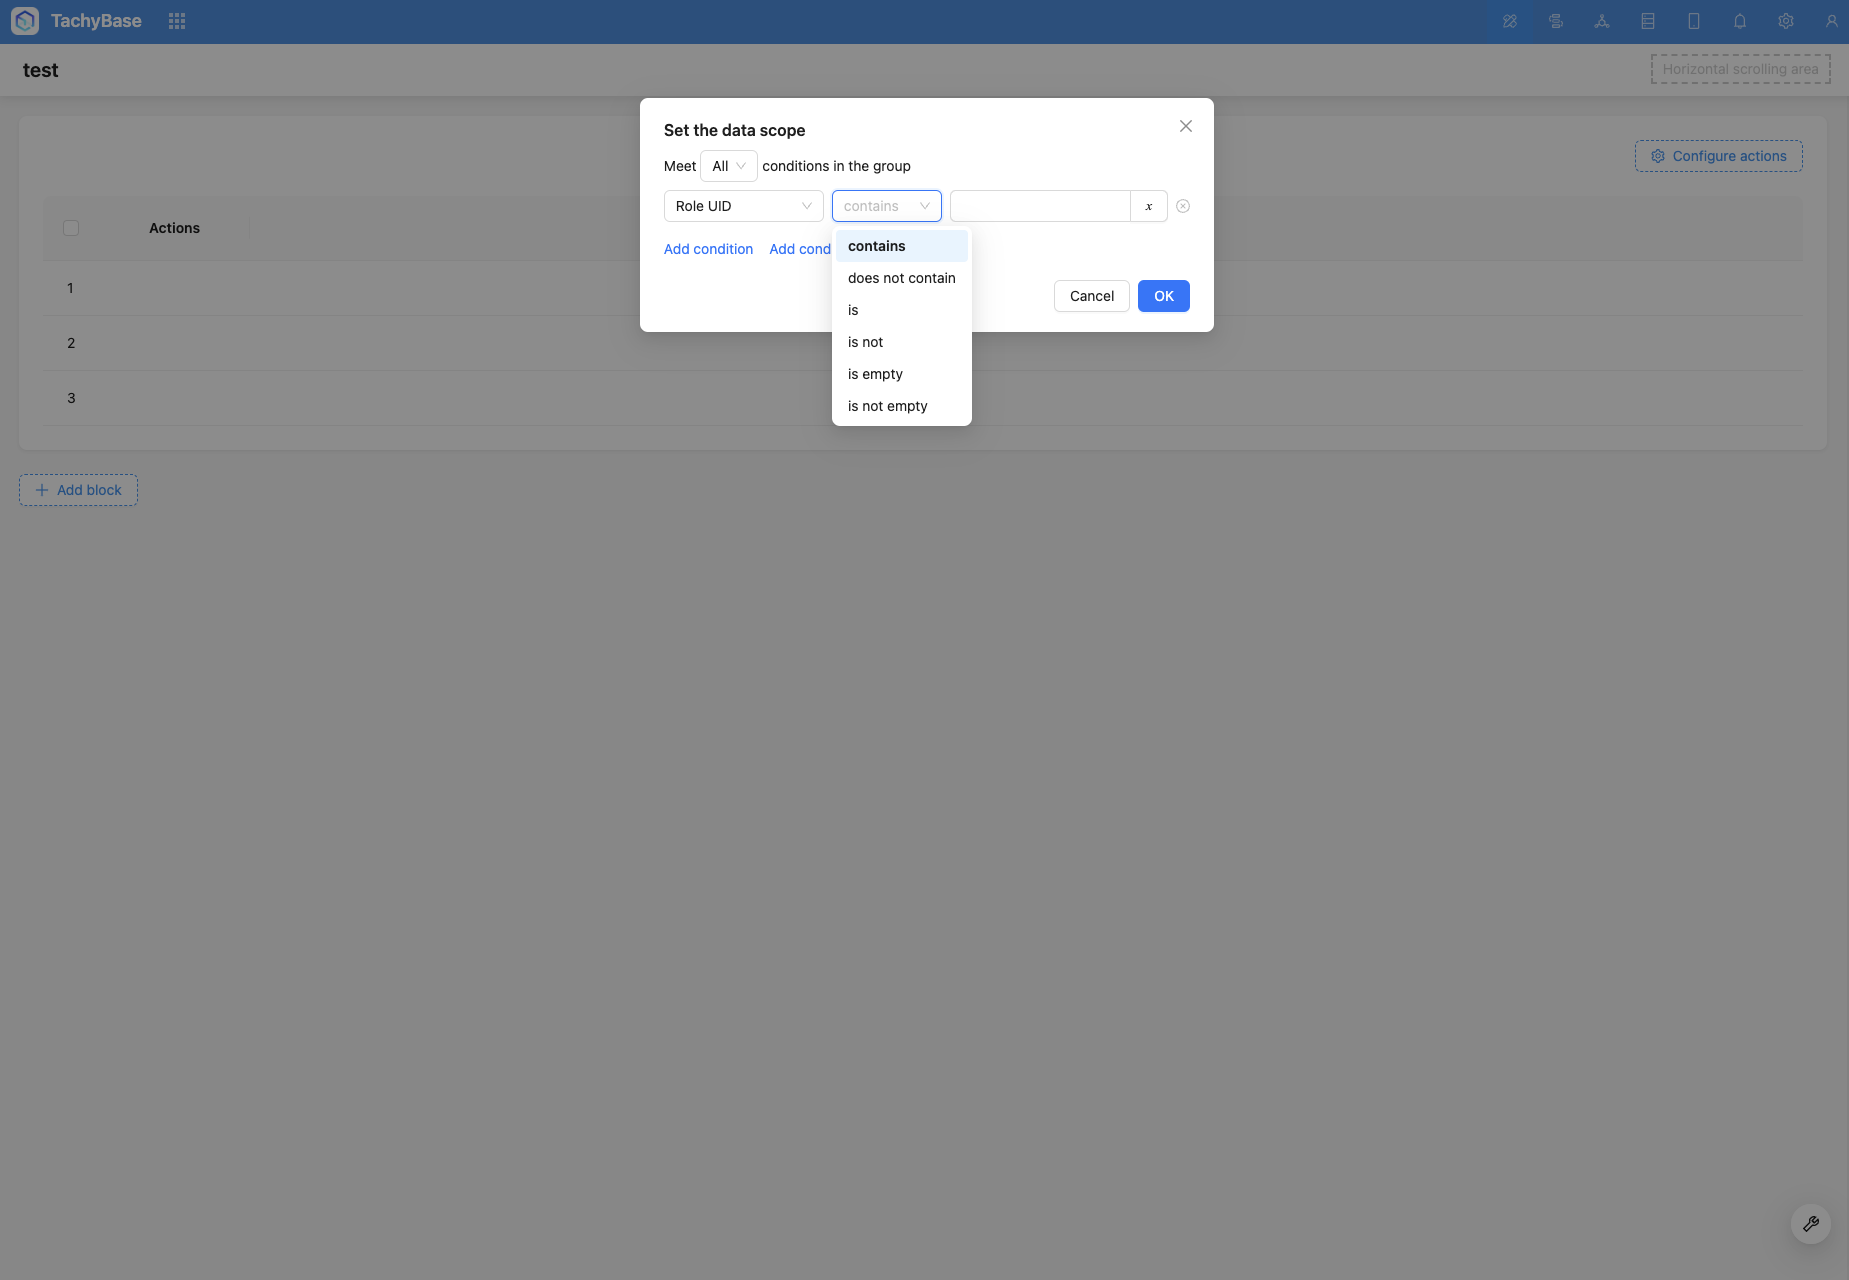 TachyBase
test
Horizontal scrolling area
Set the data scope
Meet All conditions in the group
Configure actions
Role UID contains x
Actions
Add condition Add cond
contains
does not contain
is
is not
is empty
is not empty
Cancel OK
1
2
3
Add block